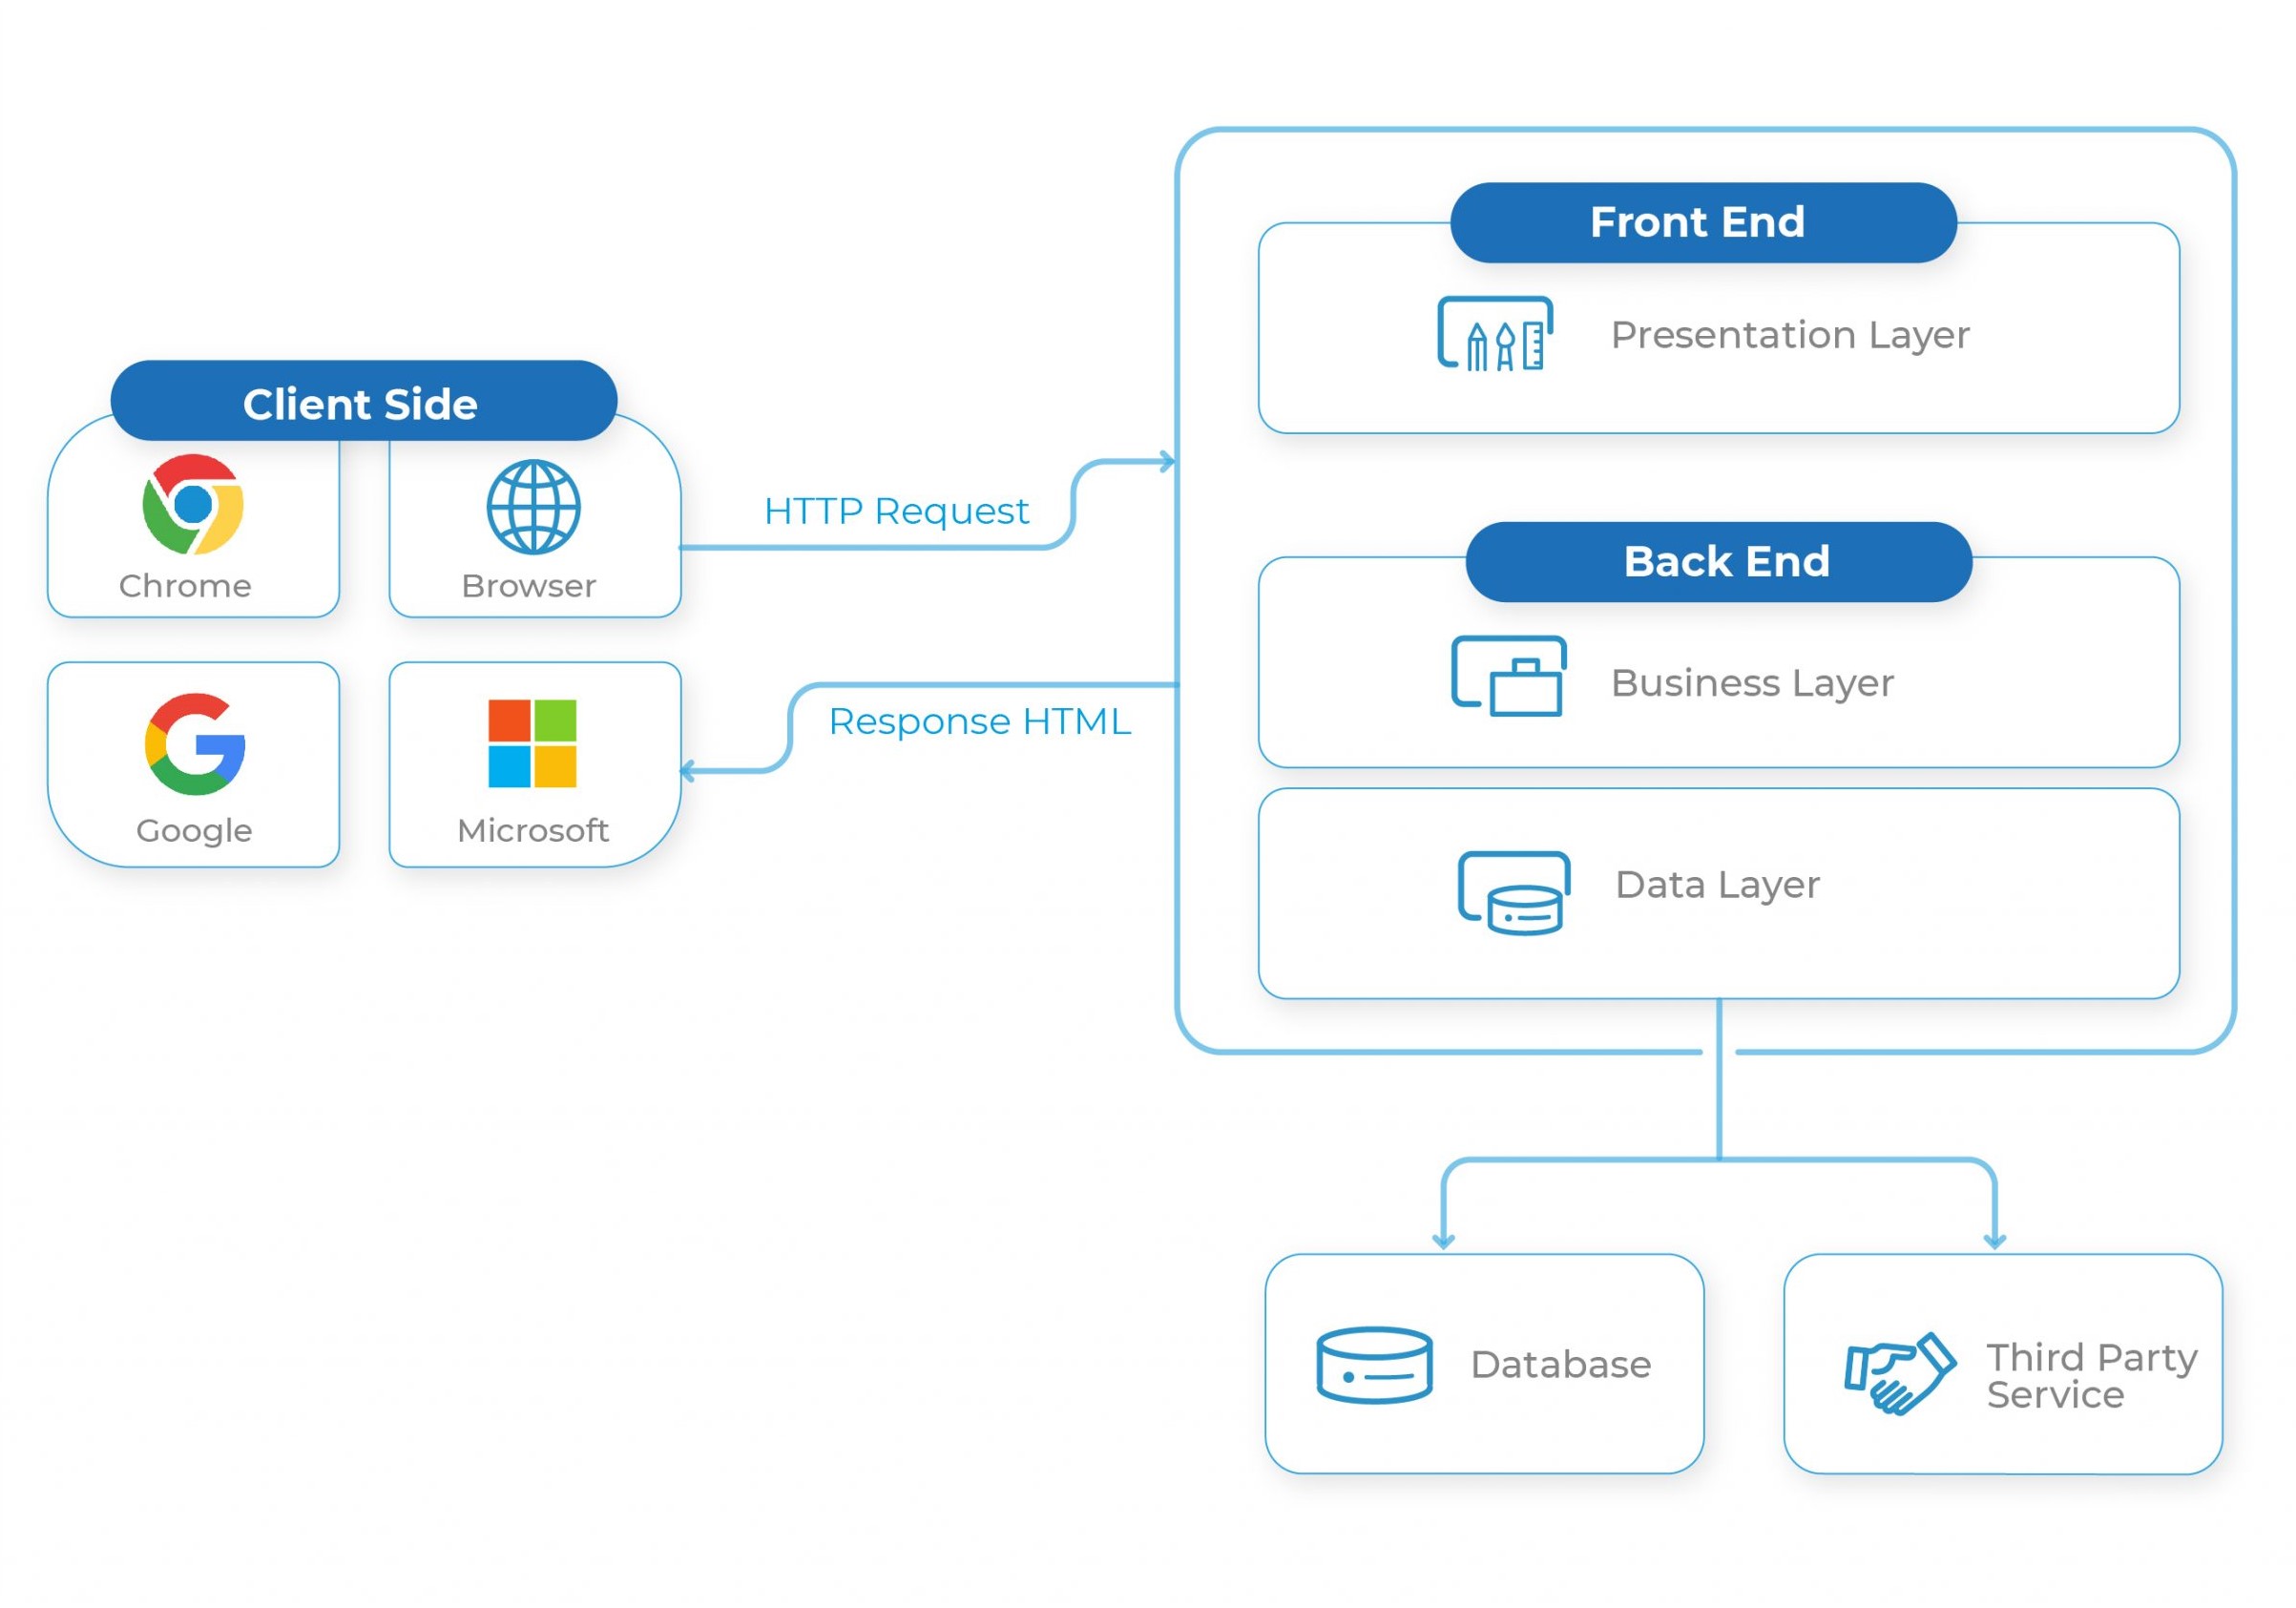 Client Side
Chrome
Browser
Google
Microsoft
HTTP Request
Response HTML
Front End
Presentation Layer
Back End
Business Layer
Data Layer
Database
Third Party
Service